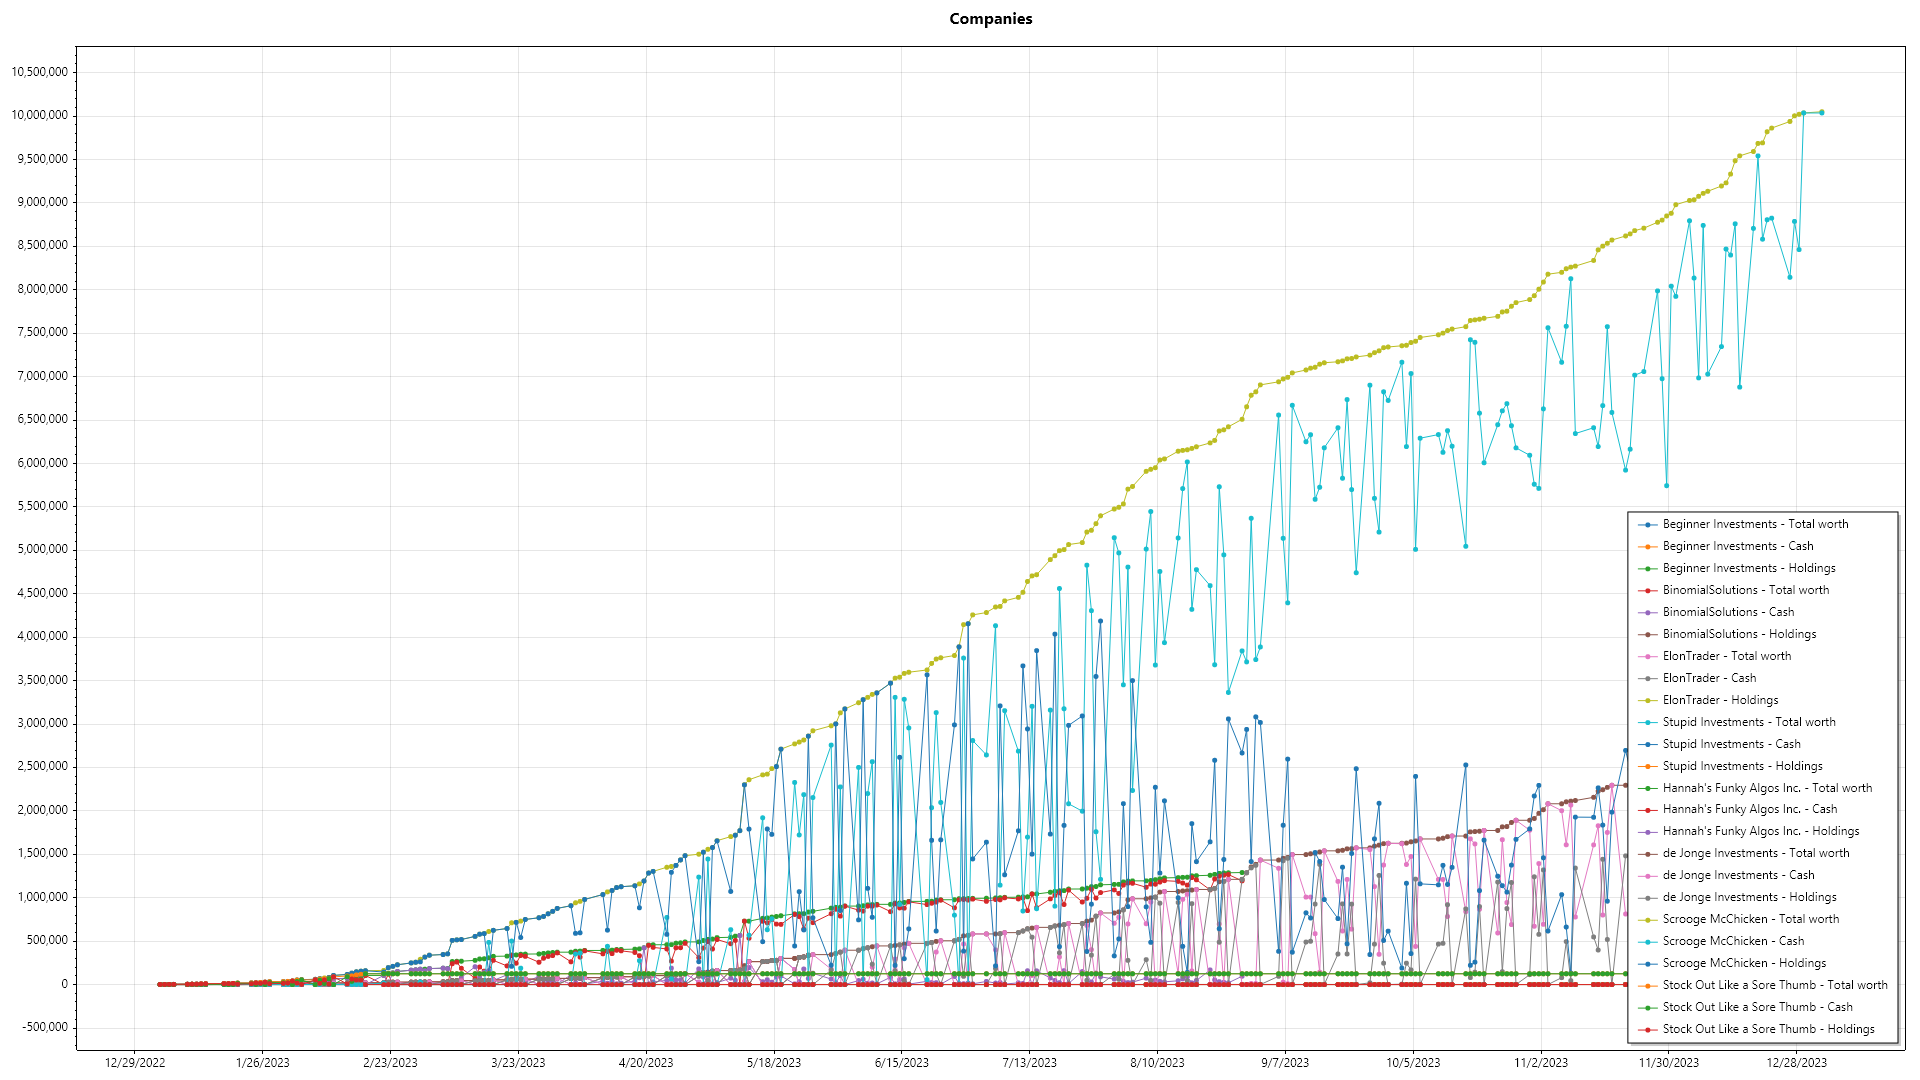 Companies
10,500,000
10,000,000
9,500,000
9,000,000
8,500,000
8,000,000
7,500,000
7,000,000
6,500,000
6,000,000
5,500,000
5,000,000
4,500,000
4,000,000
3,500,000
3,000,000
2,500,000
2,000,000
1,500,000
1,000,000
500,000
0
-500,000
Beginner Investments - Total worth
Beginner Investments - Cash
Beginner Investments - Holdings
BinomialSolutions - Total worth
BinomialSolutions - Cash
BinomialSolutions - Holdings
ElonTrader - Total worth
ElonTrader - Cash
ElonTrader - Holdings
Stupid Investments - Total worth
Stupid Investments - Cash
Stupid Investments - Holdings
Hannah's Funky Algos Inc. - Total worth
Hannah's Funky Algos Inc. - Cash
Hannah's Funky Algos Inc. - Holdings
de Jonge Investments - Total worth
de Jonge Investments - Cash
de Jonge Investments - Holdings
Scrooge McChicken - Total worth
Scrooge McChicken - Cash
Scrooge McChicken - Holdings
Stock Out Like a Sore Thumb - Total worth
Stock Out Like a Sore Thumb - Cash
Stock Out Like a Sore Thumb - Holdings
12/29/2022 1/26/2023 2/23/2023 3/23/2023 4/20/2023 5/18/2023 6/15/2023 7/13/2023 8/10/2023 9/7/2023 10/5/2023 11/2/2023 11/30/2023 12/28/2023